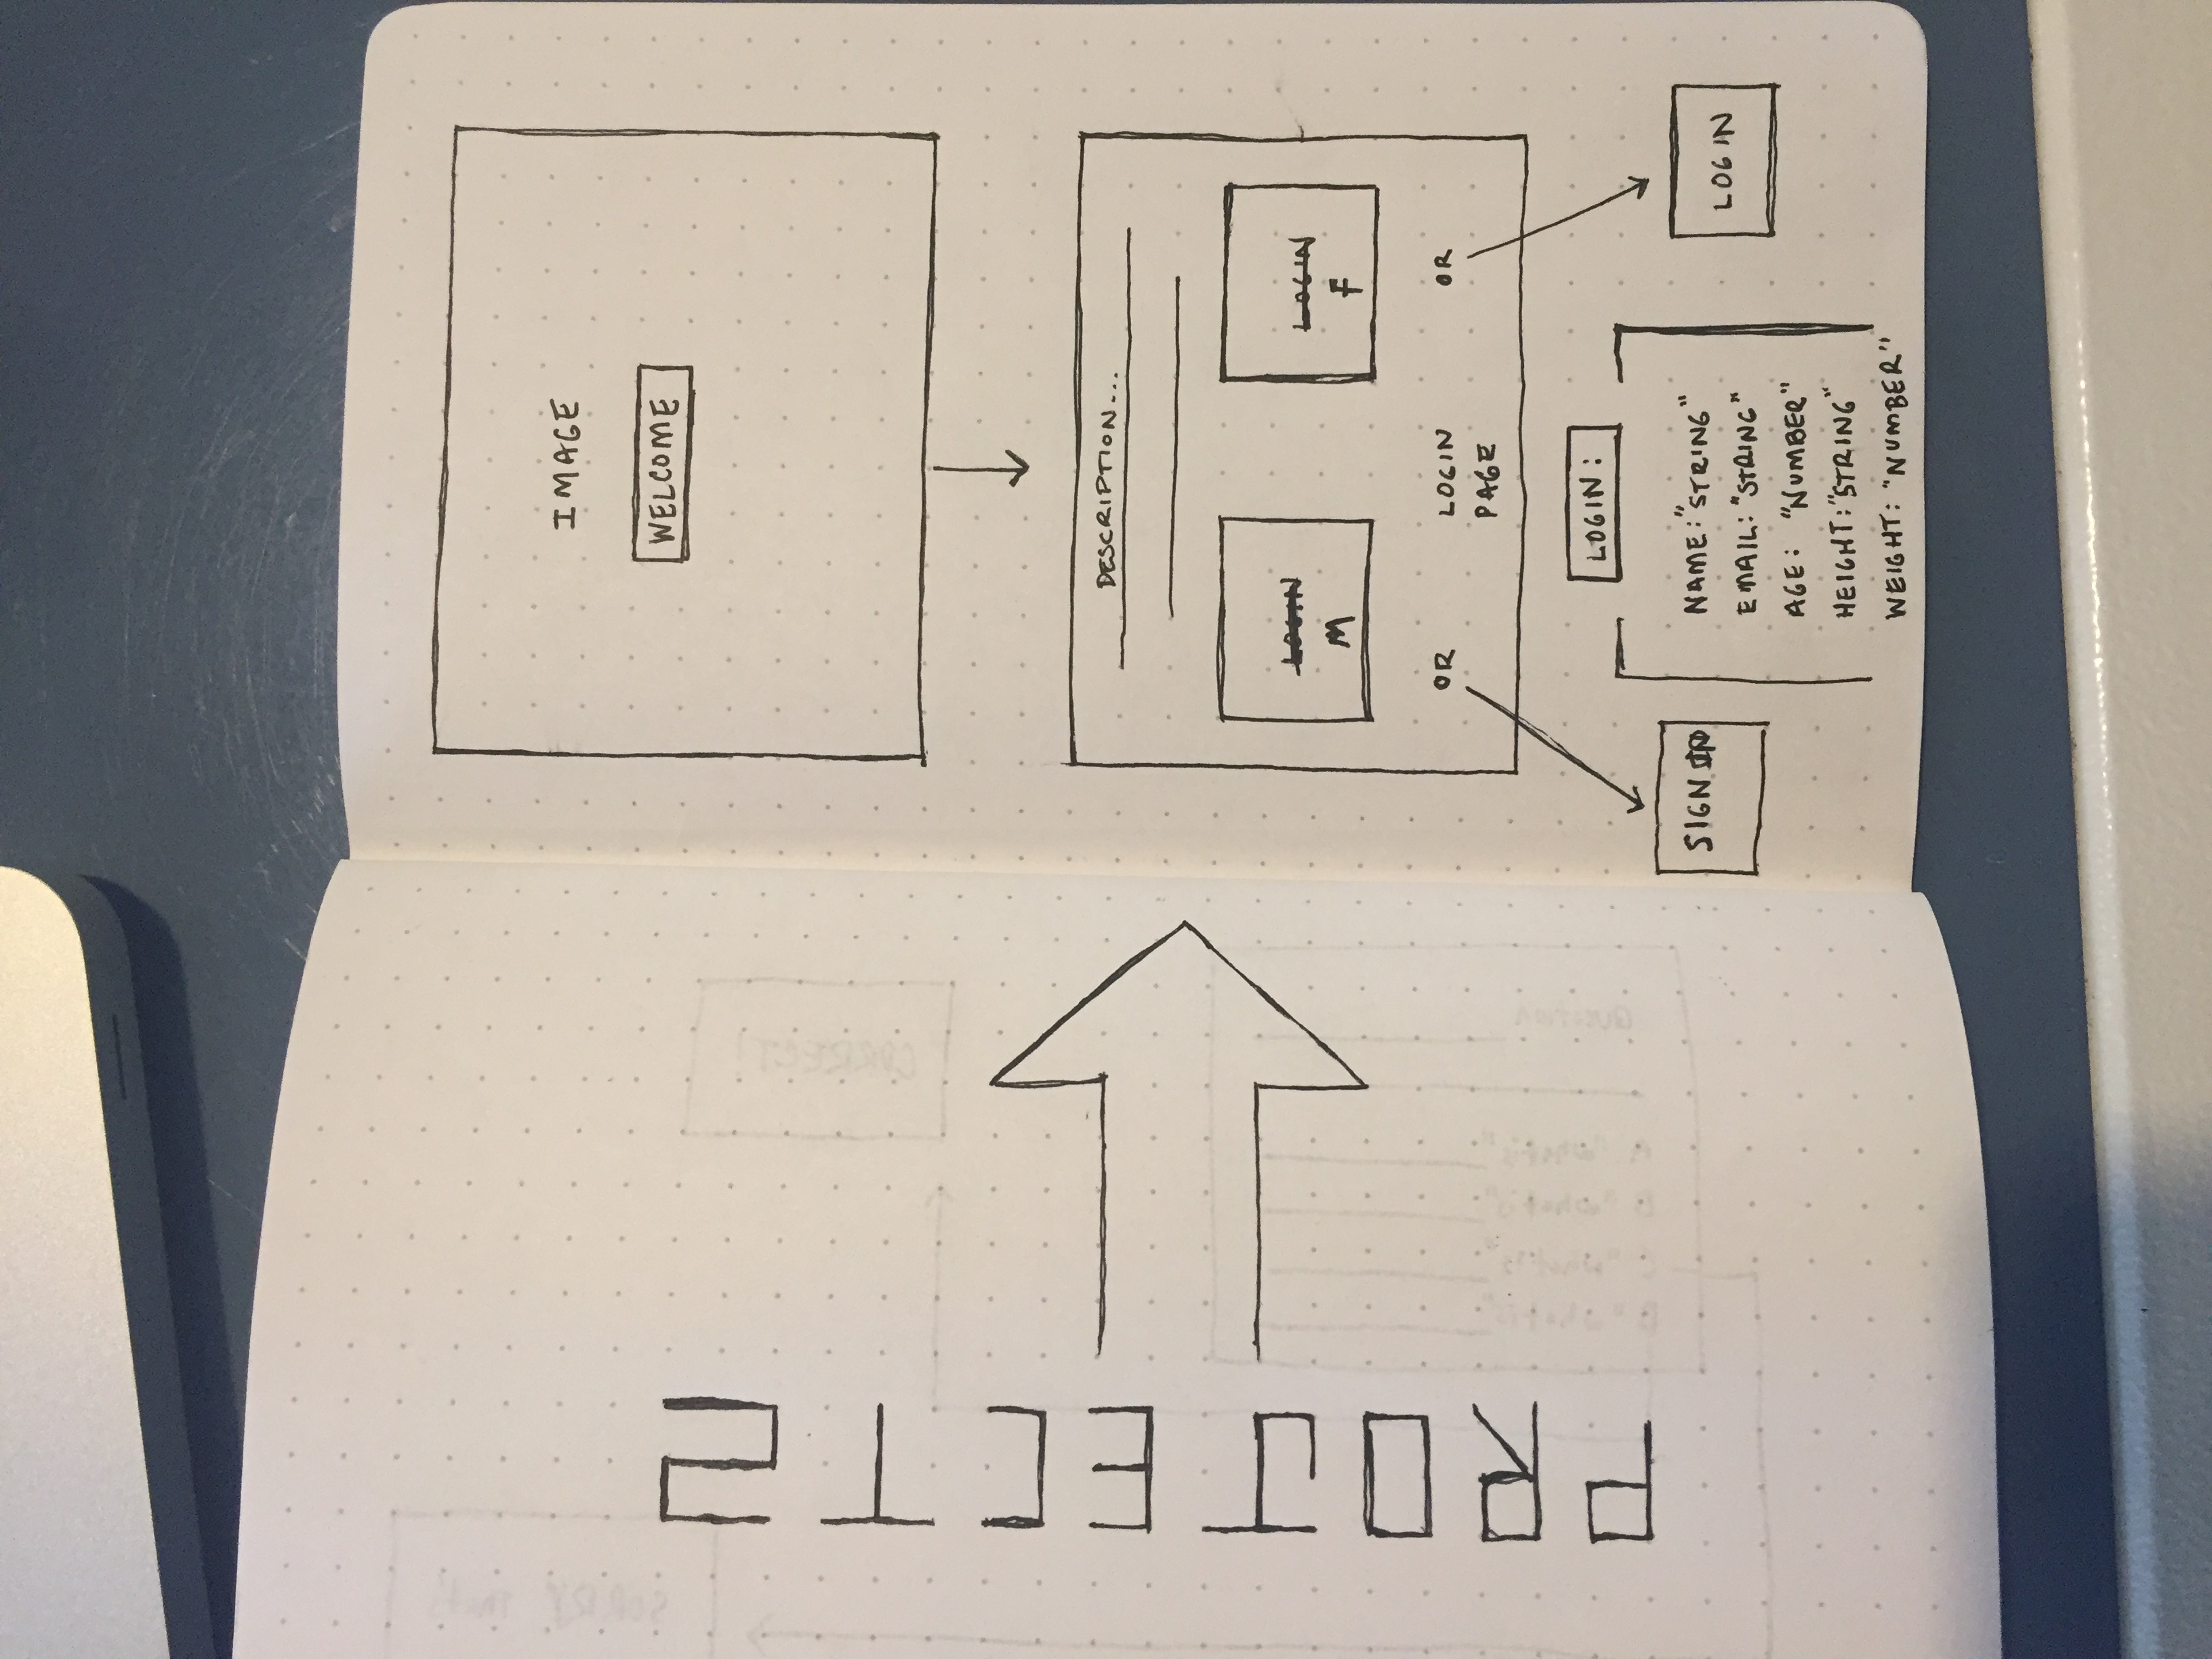 PROJECT 2
IMAGE
WELCOME
DESCRIPTION...
LOGIN LOGIN
M F
OR LOGIN OR
PAGE
LOGIN:
SIGN
LOGIN
NAME: "STRING"
EMAIL: "STRING"
AGE: "NUMBER"
HEIGHT: "STRING"
WEIGHT: "NUMBER"